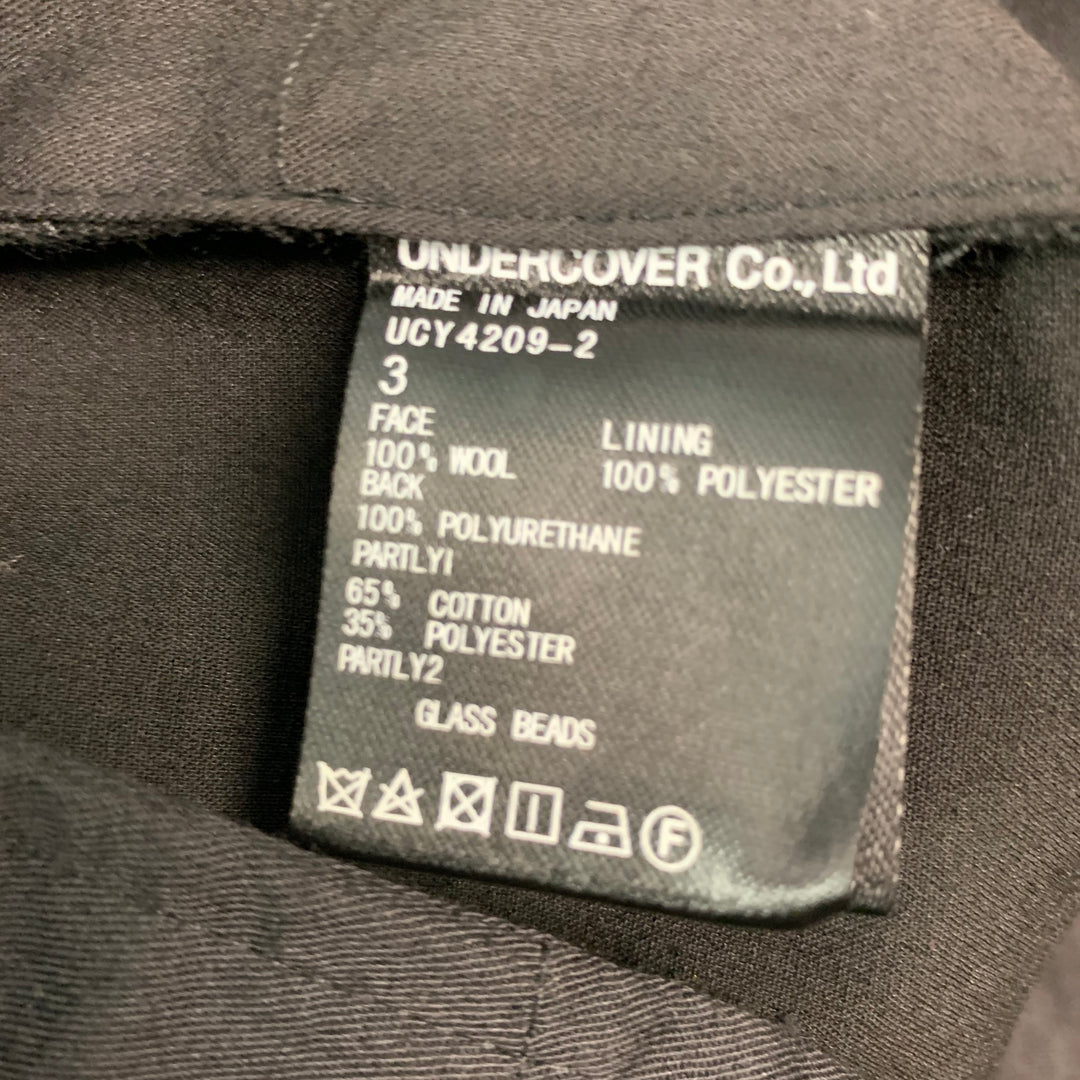 UNDERCOVER Co., Ltd
MADE IN JAPAN
UCY4209-2
3
FACE
100% WOOL
BACK
100% POLYURETHANE
PARTLY1
65% COTTON
35% POLYESTER
PARTLY2
GLASS BEADS
LINING
100% POLYESTER
F